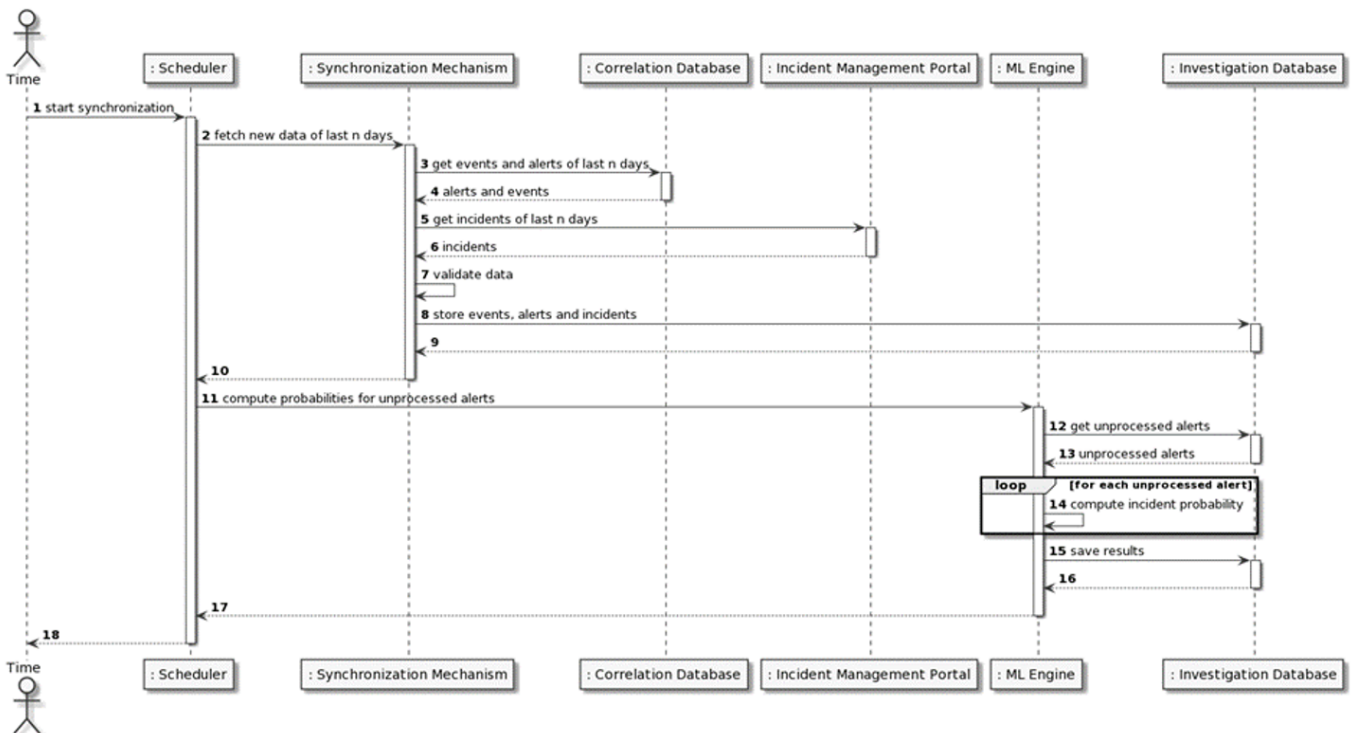 Time
: Scheduler
: Synchronization Mechanism
: Correlation Database
: Incident Management Portal
: ML Engine
: Investigation Database
1 start synchronization
2 fetch new data of last n days
3 get events and alerts of last n days
4 alerts and events
5 get incidents of last n days
6 incidents
7 validate data
8 store events, alerts and incidents
9
10
11 compute probabilities for unprocessed alerts
12 get unprocessed alerts
13 unprocessed alerts
loop [for each unprocessed alert]
14 compute incident probability
15 save results
16
17
18
Time
: Scheduler
: Synchronization Mechanism
: Correlation Database
: Incident Management Portal
: ML Engine
: Investigation Database